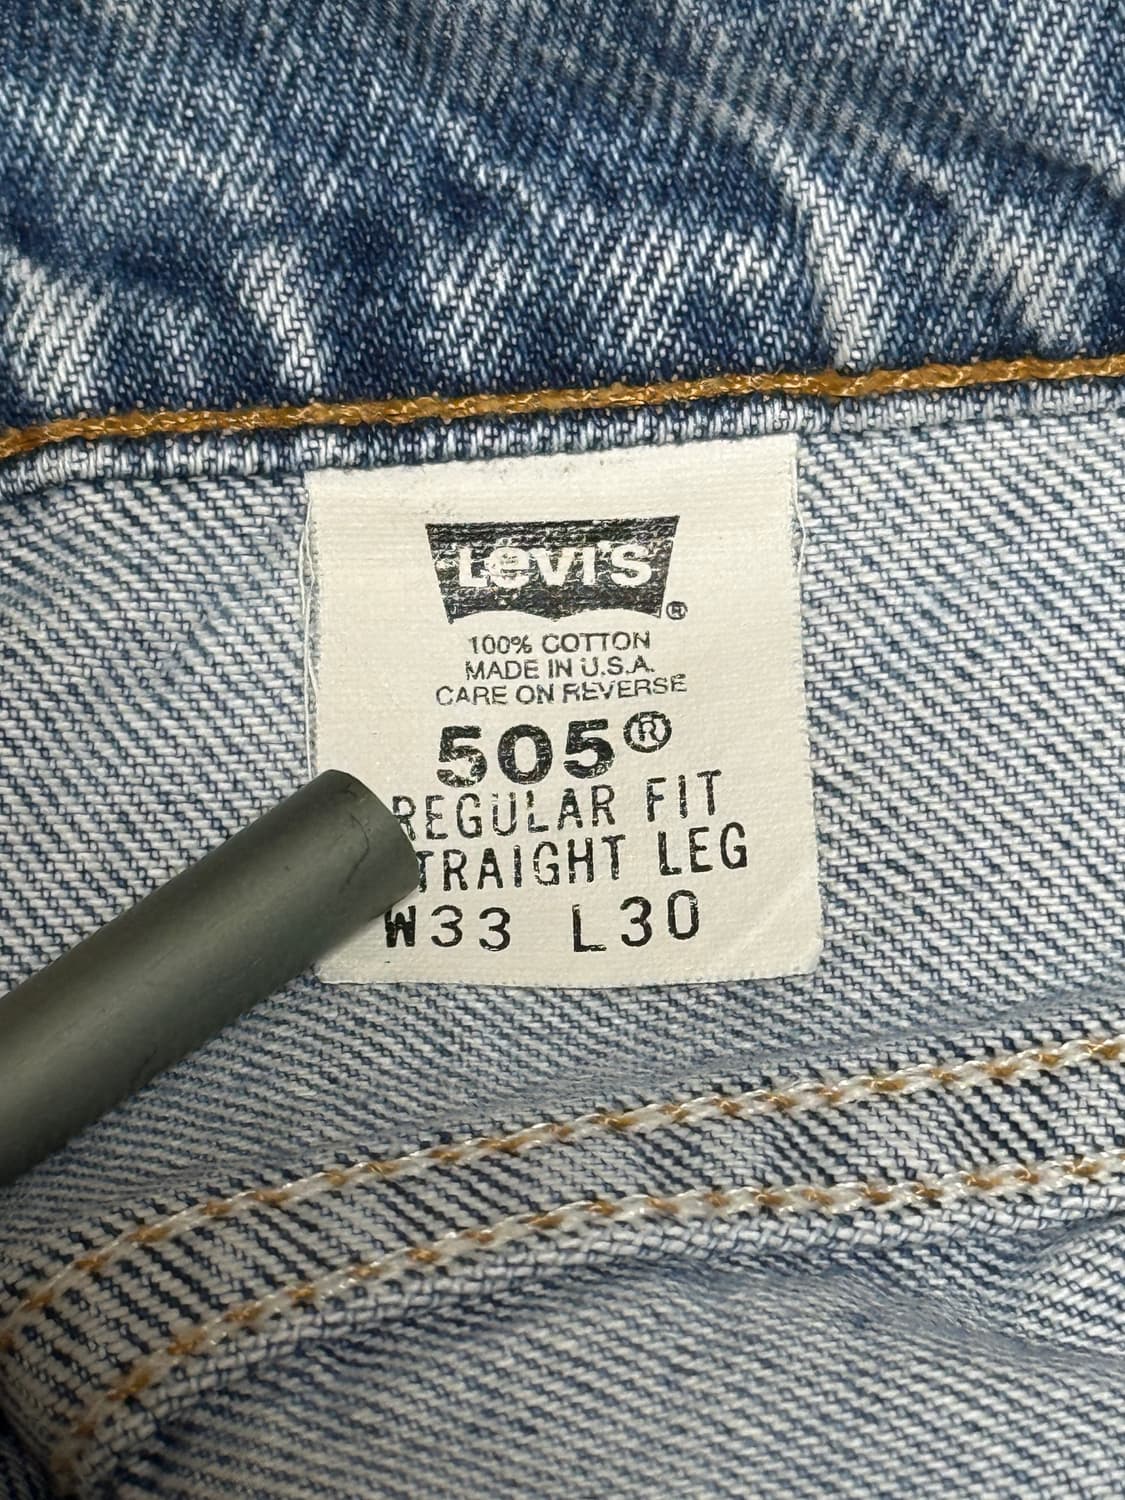 LEVI'S ®
100% COTTON
MADE IN U.S.A.
CARE ON REVERSE
505®
REGULAR FIT
TRAIGHT LEG
W33 L30